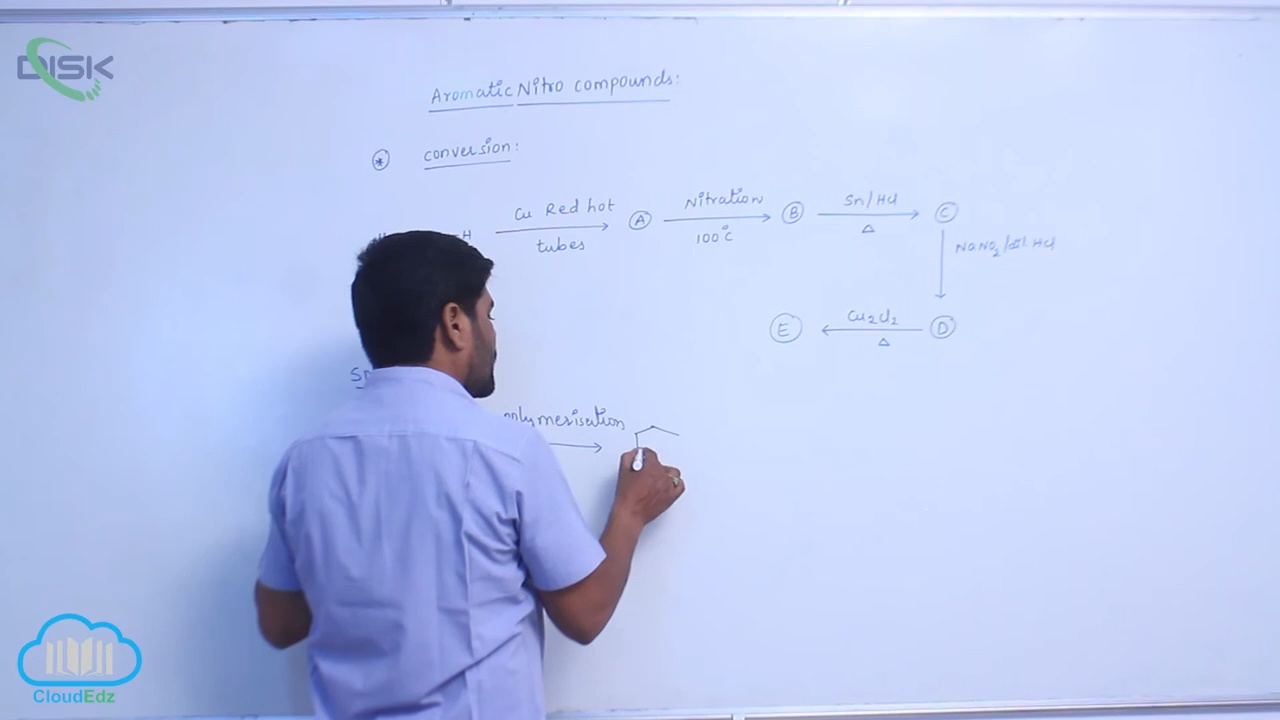 DISK
Aromatic Nitro compounds:
* conversion:
-H Cu Red hot tubes A Nitration 100°C B Sn/HCl Δ C
NaNO2/dil. HCl
E Cu2Cl2 Δ D
polymerisation
CloudEdz